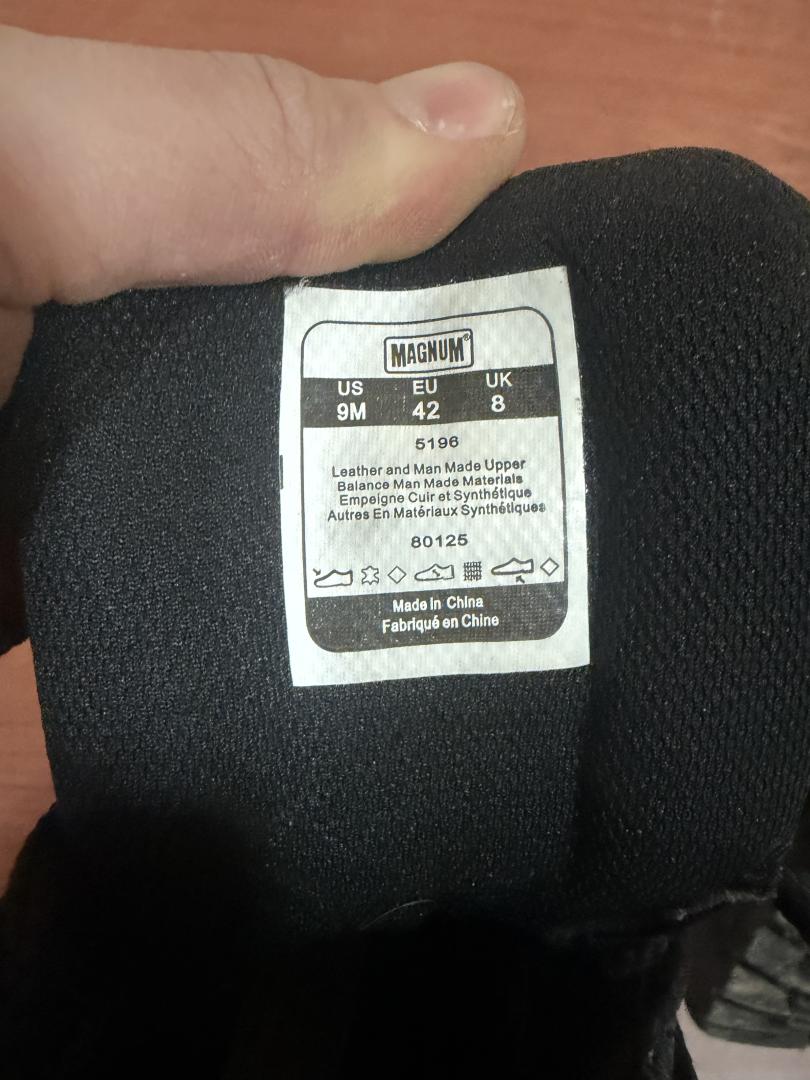 MAGNUM®
US EU UK
9M 42 8
5196
Leather and Man Made Upper
Balance Man Made Materials
Empeigne Cuir et Synthétique
Autres En Matériaux Synthétiques
80125
Made in China
Fabriqué en Chine